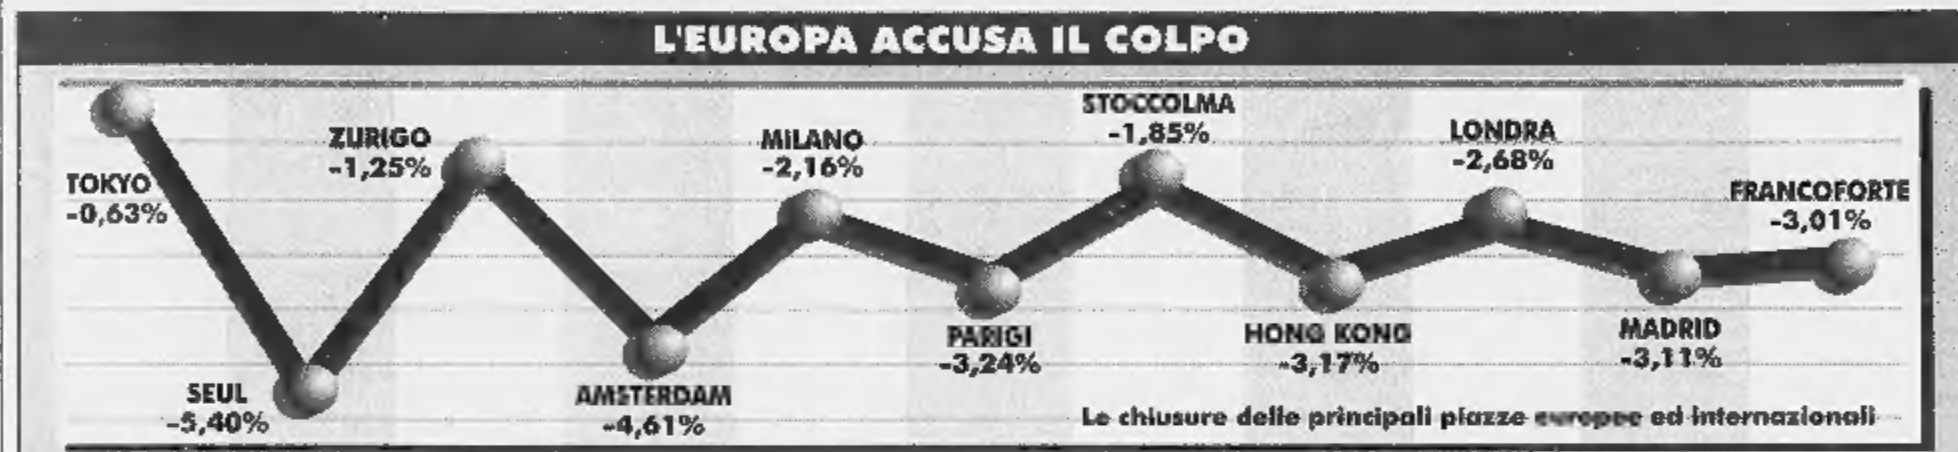 L'EUROPA ACCUSA IL COLPO
TOKYO
-0,63%
SEUL
-5,40%
ZURIGO
-1,25%
AMSTERDAM
-4,61%
MILANO
-2,16%
PARIGI
-3,24%
STOCCOLMA
-1,85%
HONG KONG
-3,17%
LONDRA
-2,68%
MADRID
-3,11%
FRANCOFORTE
-3,01%
Le chiusure delle principali piazze europee ed internazionali